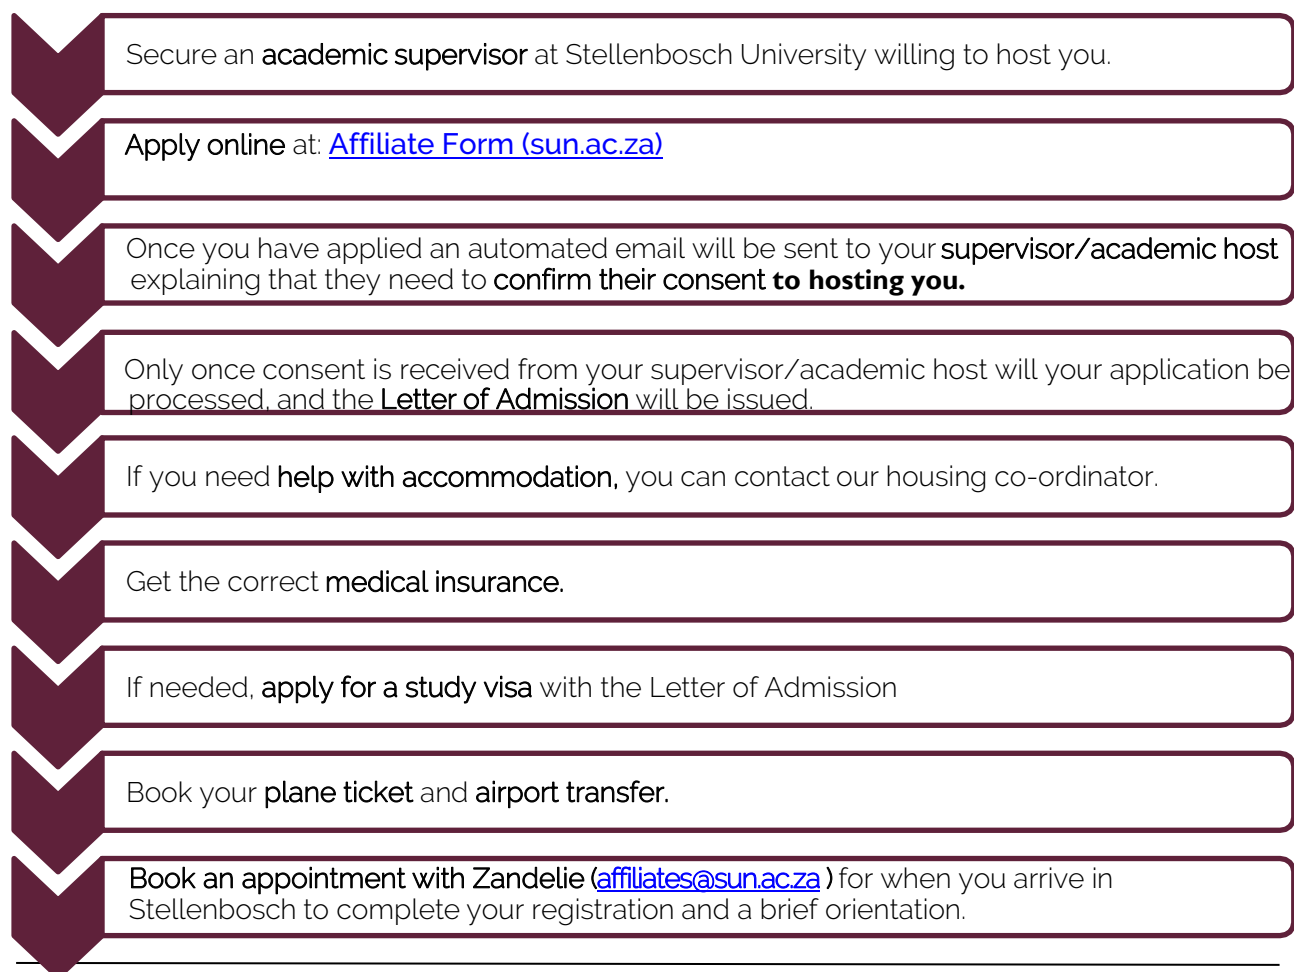 Secure an academic supervisor at Stellenbosch University willing to host you.
Apply online at: Affiliate Form (sun.ac.za)
Once you have applied an automated email will be sent to your supervisor/academic host
explaining that they need to confirm their consent to hosting you.
Only once consent is received from your supervisor/academic host will your application be
processed, and the Letter of Admission will be issued.
If you need help with accommodation, you can contact our housing co-ordinator.
Get the correct medical insurance.
If needed, apply for a study visa with the Letter of Admission
Book your plane ticket and airport transfer.
Book an appointment with Zandelie (affiliates@sun.ac.za ) for when you arrive in
Stellenbosch to complete your registration and a brief orientation.